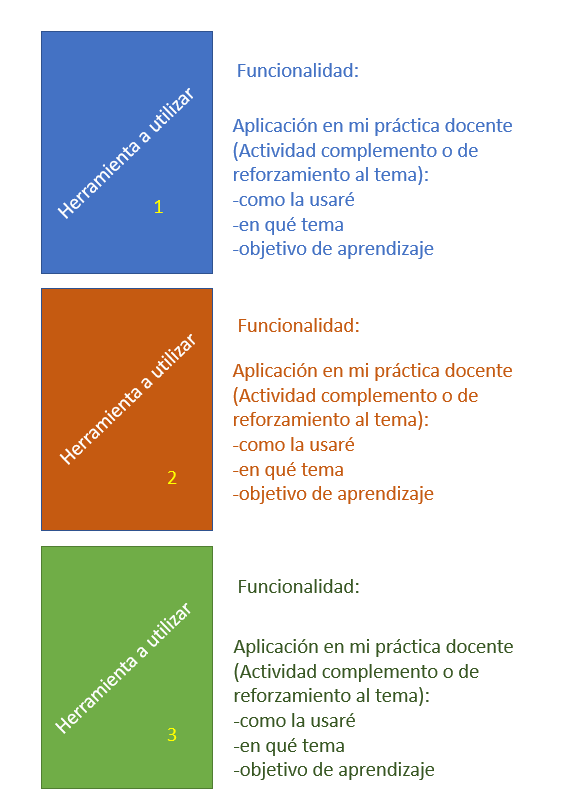 Herramienta a utilizar
1
Funcionalidad:
Aplicación en mi práctica docente
(Actividad complemento o de
reforzamiento al tema):
-como la usaré
-en qué tema
-objetivo de aprendizaje
Herramienta a utilizar
2
Funcionalidad:
Aplicación en mi práctica docente
(Actividad complemento o de
reforzamiento al tema):
-como la usaré
-en qué tema
-objetivo de aprendizaje
Herramienta a utilizar
3
Funcionalidad:
Aplicación en mi práctica docente
(Actividad complemento o de
reforzamiento al tema):
-como la usaré
-en qué tema
-objetivo de aprendizaje